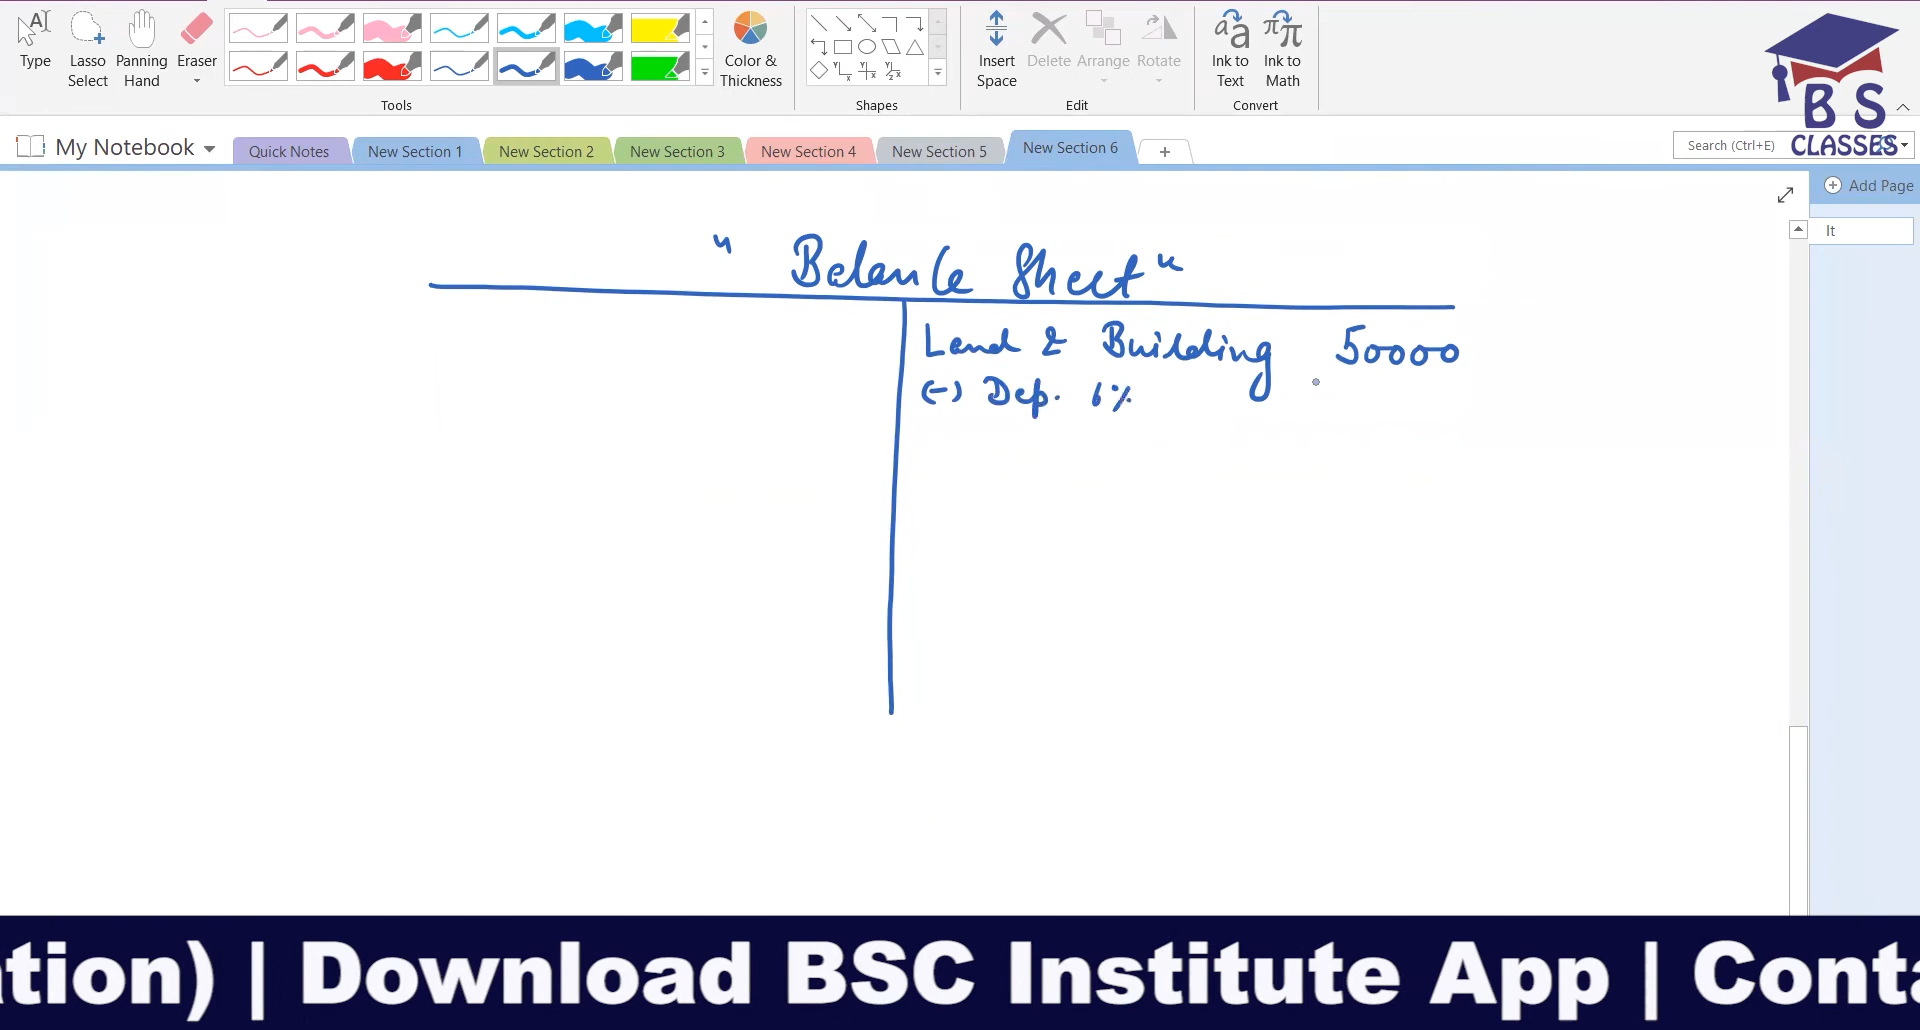 Type
Lasso Select
Panning Hand
Eraser
Color & Thickness
Insert Space
Delete
Arrange
Rotate
Ink to Text
Ink to Math
Tools
Shapes
Edit
Convert
BS
CLASSES
My Notebook
Quick Notes
New Section 1
New Section 2
New Section 3
New Section 4
New Section 5
New Section 6
Search (Ctrl+E)
Add Page
It
" Balance Sheet "
Land & Building 50000
(-) Dep. 6%
ation) | Download BSC Institute App | Conta